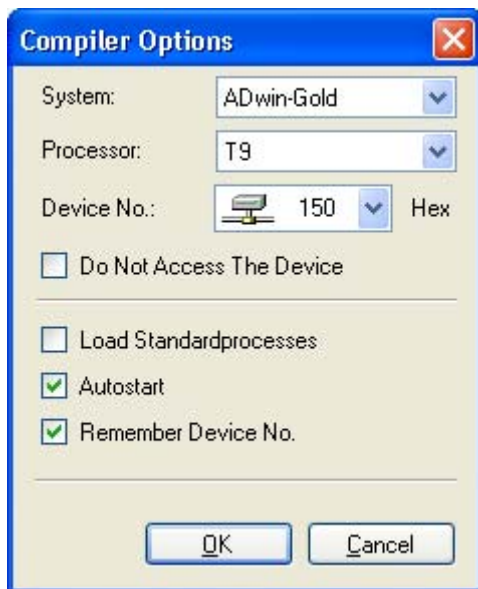 Compiler Options
System: ADwin-Gold
Processor: T9
Device No.: 150 Hex
Do Not Access The Device
Load Standardprocesses
Autostart
Remember Device No.
OK Cancel